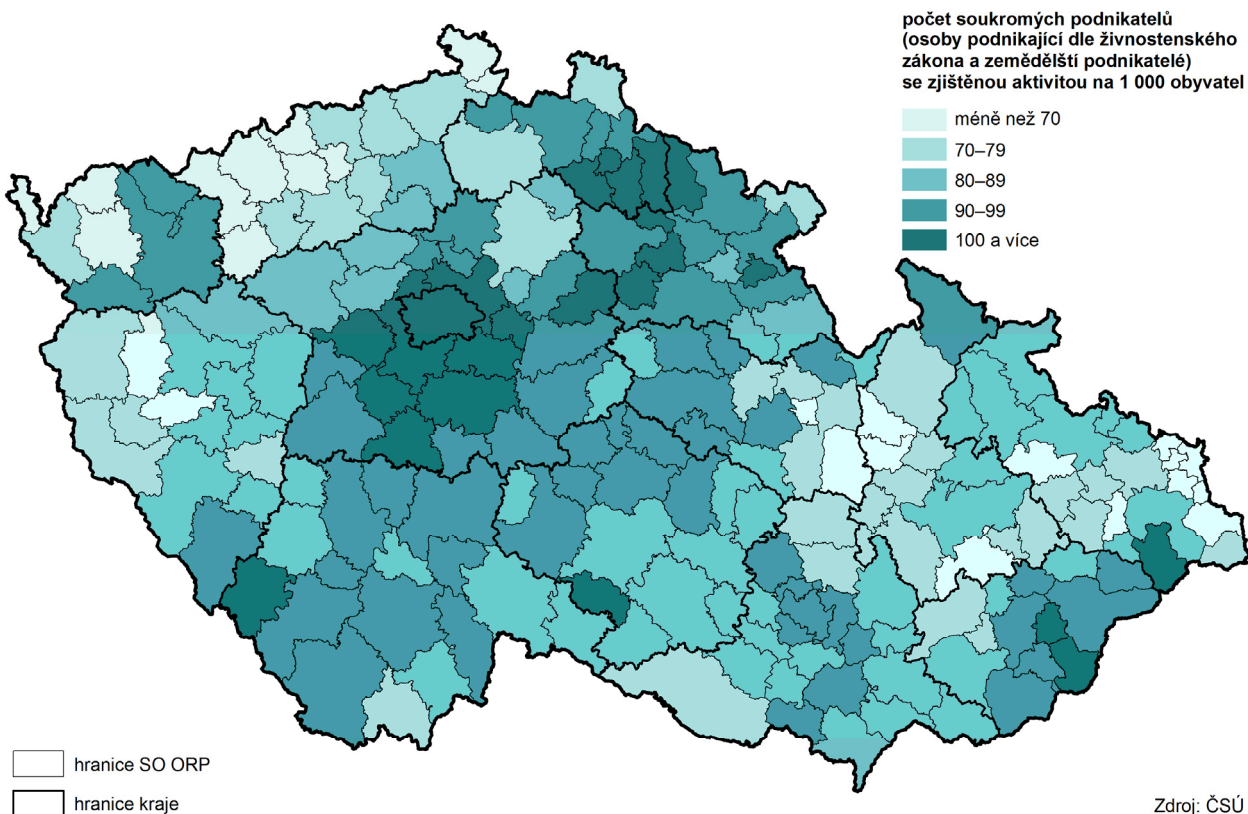 počet soukromých podnikatelů
(osoby podnikající dle živnostenského
zákona a zemědělští podnikatelé)
se zjištěnou aktivitou na 1 000 obyvatel
méně než 70
70–79
80–89
90–99
100 a více
hranice SO ORP
hranice kraje
Zdroj: ČSÚ